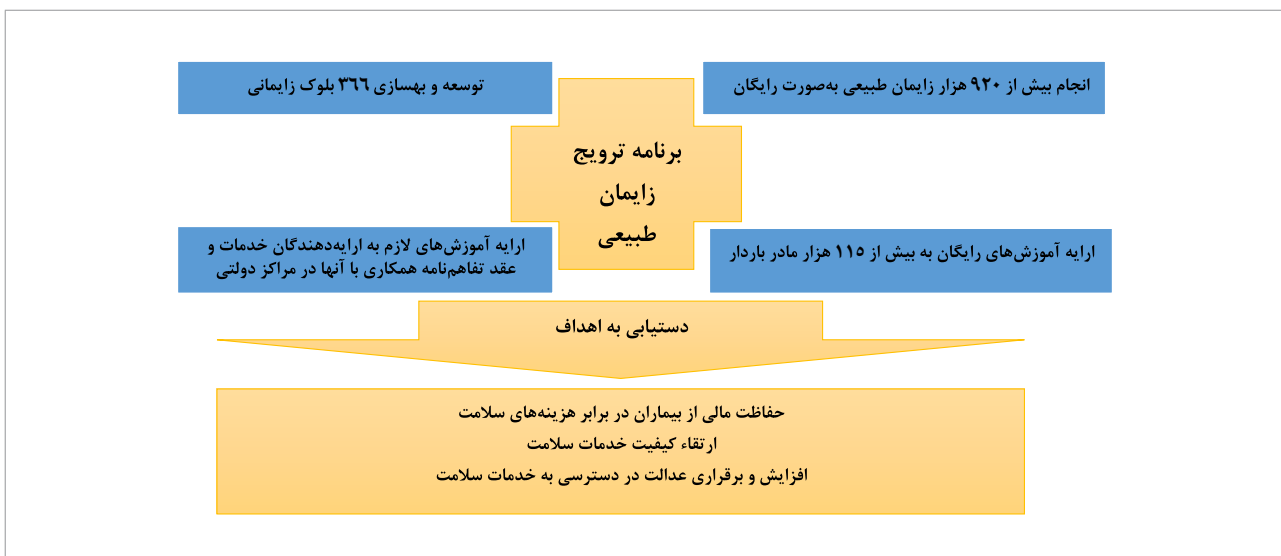 انجام بیش از ۹۲۰ هزار زایمان طبیعی به‌صورت رایگان
توسعه و بهسازی ۳۶۶ بلوک زایمانی
برنامه ترویج
زایمان
طبیعی
ارایه آموزش‌های رایگان به بیش از ۱۱۵ هزار مادر باردار
ارایه آموزش‌های لازم به ارایه‌دهندگان خدمات و
عقد تفاهم‌نامه همکاری با آنها در مراکز دولتی
دستیابی به اهداف
حفاظت مالی از بیماران در برابر هزینه‌های سلامت
ارتقاء کیفیت خدمات سلامت
افزایش و برقراری عدالت در دسترسی به خدمات سلامت